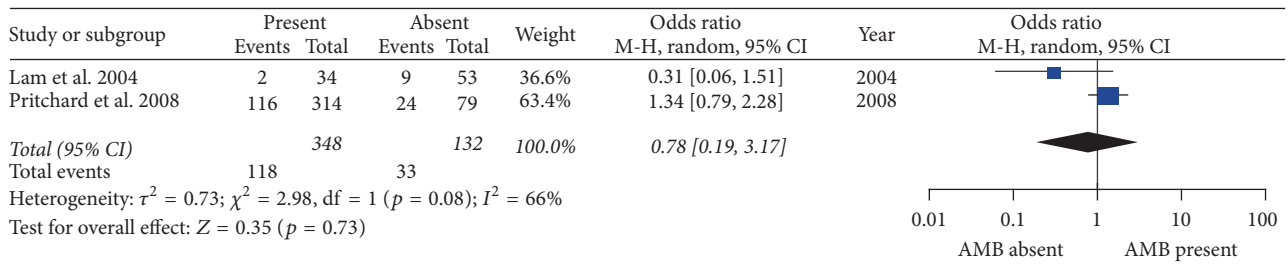 Study or subgroup Present Absent Weight Odds ratio Year Odds ratio
Events Total Events Total M-H, random, 95% CI M-H, random, 95% CI
Lam et al. 2004 2 34 9 53 36.6% 0.31 [0.06, 1.51] 2004
Pritchard et al. 2008 116 314 24 79 63.4% 1.34 [0.79, 2.28] 2008
Total (95% CI) 348 132 100.0% 0.78 [0.19, 3.17]
Total events 118 33
Heterogeneity: τ² = 0.73; χ² = 2.98, df = 1 (p = 0.08); I² = 66%
Test for overall effect: Z = 0.35 (p = 0.73)
0.01 0.1 1 10 100
AMB absent AMB present